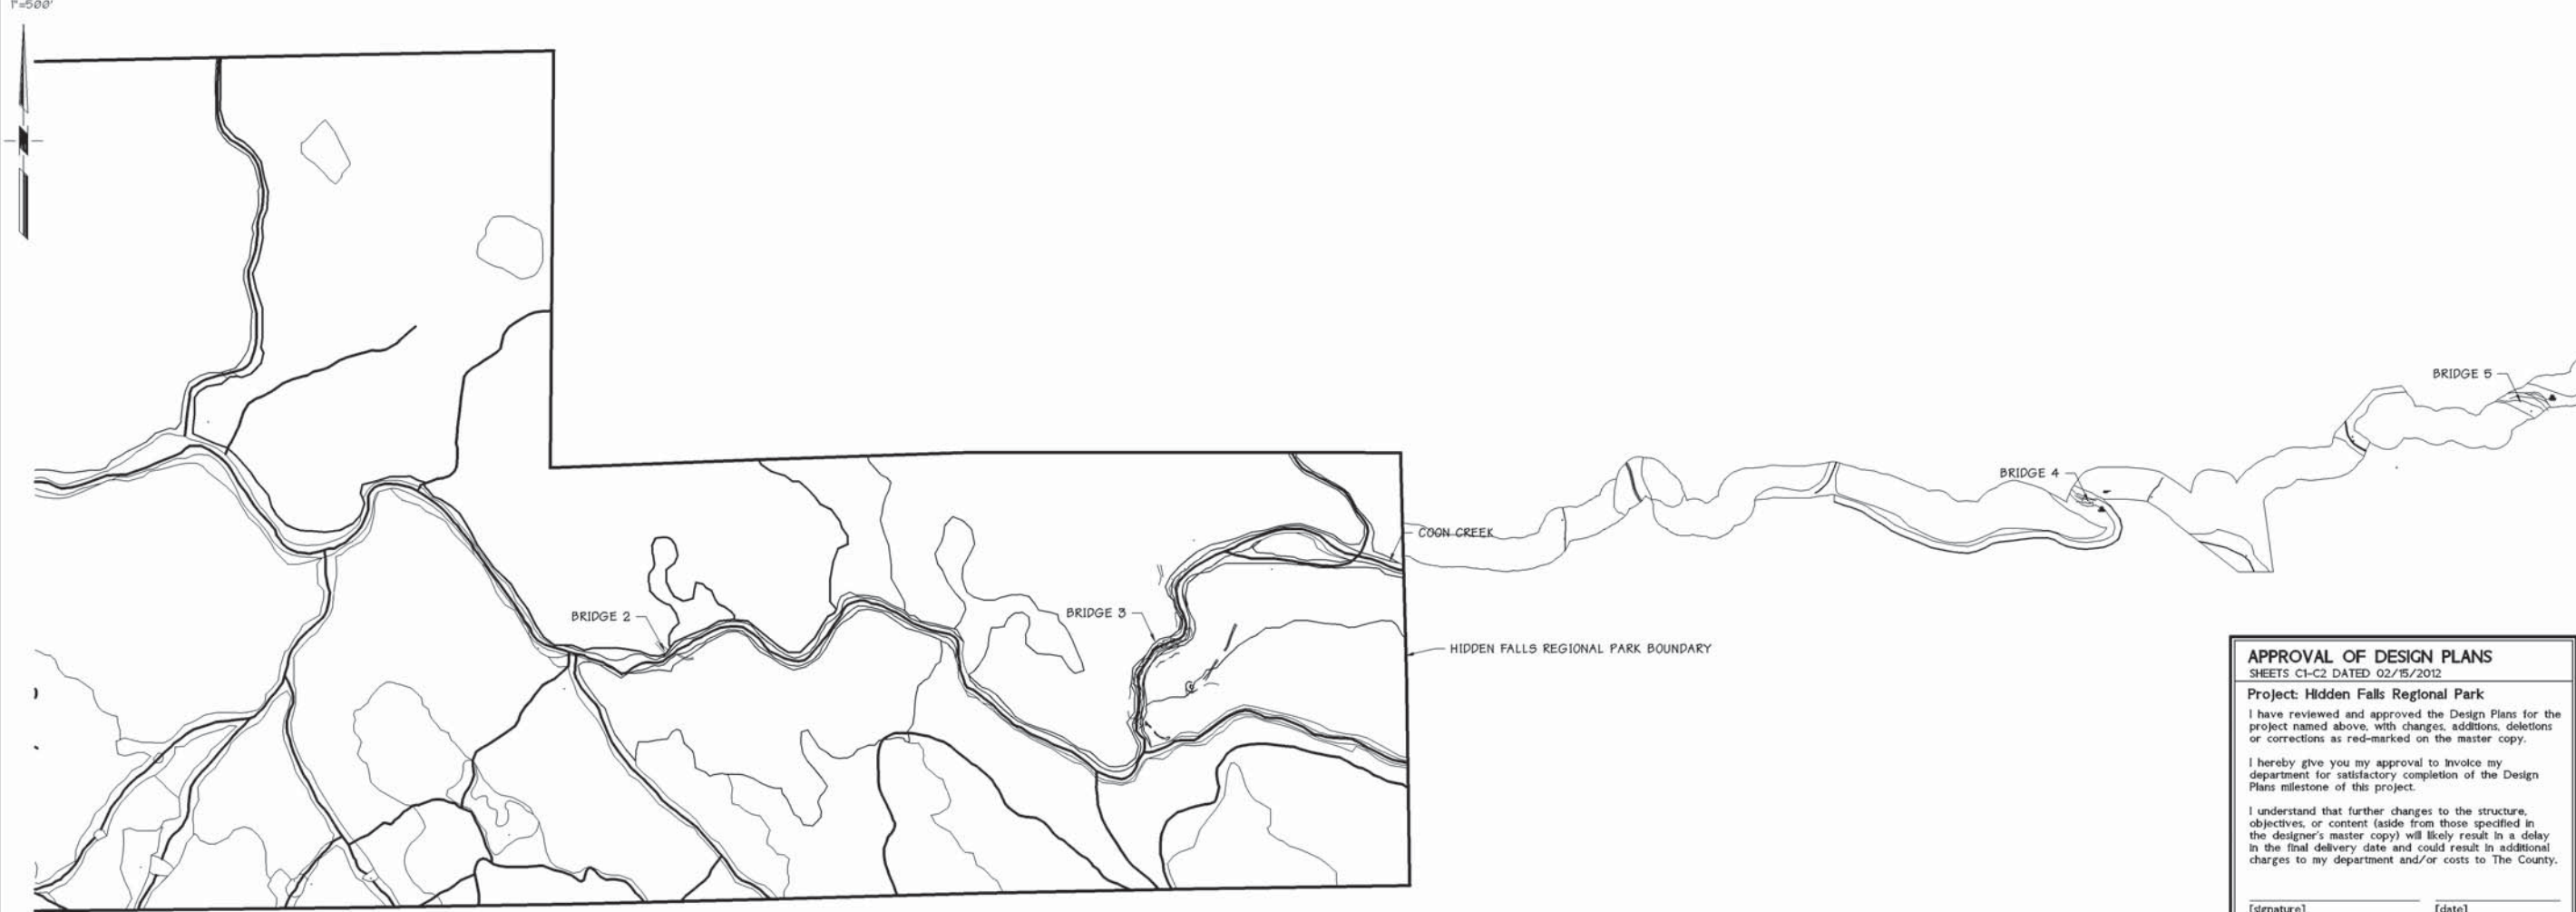 1"=500'
N
BRIDGE 5
BRIDGE 4
COON CREEK
BRIDGE 2
BRIDGE 3
HIDDEN FALLS REGIONAL PARK BOUNDARY
APPROVAL OF DESIGN PLANS
SHEETS C1-C2 DATED 02/15/2012
Project: Hidden Falls Regional Park
I have reviewed and approved the Design Plans for the
project named above, with changes, additions, deletions
or corrections as red-marked on the master copy.
I hereby give you my approval to invoice my
department for satisfactory completion of the Design
Plans milestone of this project.
I understand that further changes to the structure,
objectives, or content (aside from those specified in
the designer's master copy) will likely result in a delay
in the final delivery date and could result in additional
charges to my department and/or costs to The County.
[signature] [date]